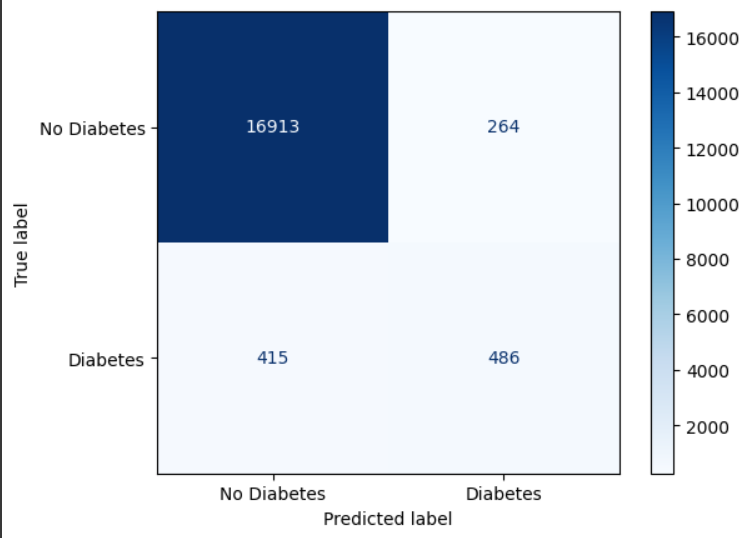 No Diabetes
Diabetes
True label
16913
264
415
486
No Diabetes
Diabetes
Predicted label
16000
14000
12000
10000
8000
6000
4000
2000